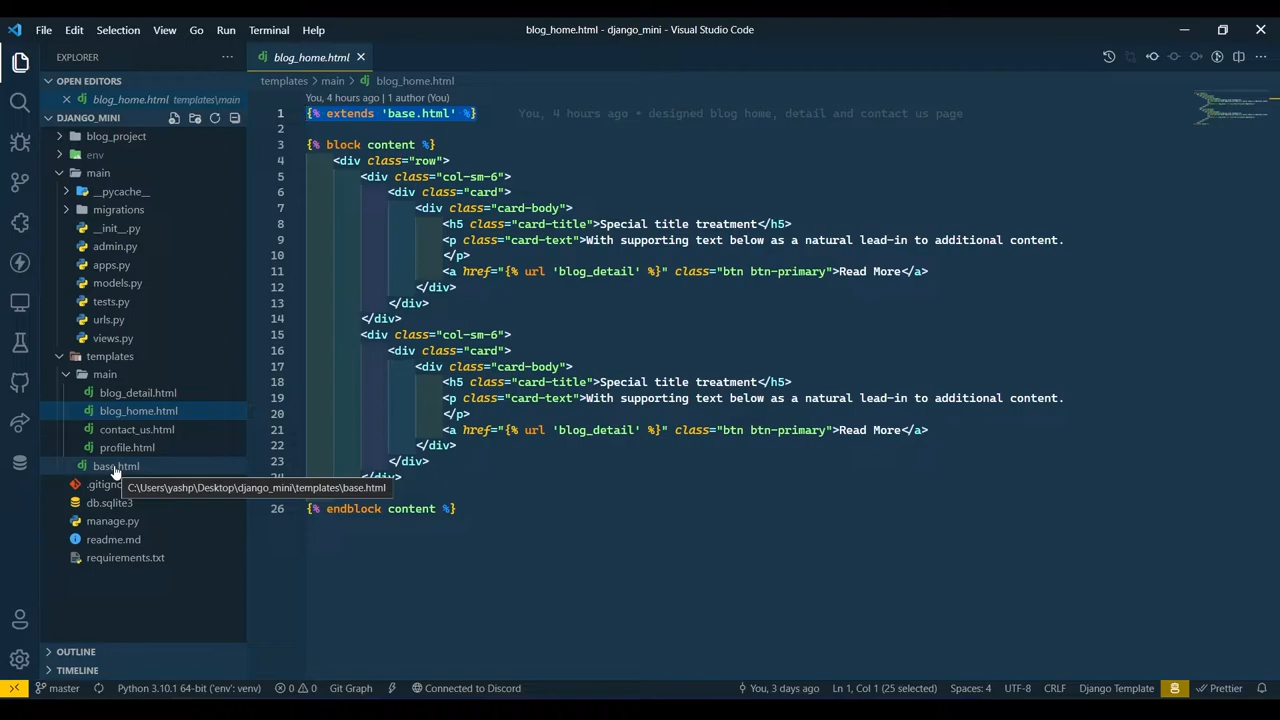 File Edit Selection View Go Run Terminal Help
blog_home.html - django_mini - Visual Studio Code
EXPLORER
OPEN EDITORS
blog_home.html templates\main
DJANGO_MINI
blog_project
env
main
__pycache__
migrations
__init__.py
admin.py
apps.py
models.py
tests.py
urls.py
views.py
templates
main
blog_detail.html
blog_home.html
contact_us.html
profile.html
base.html
C:\Users\yashp\Desktop\django_mini\templates\base.html
db.sqlite3
manage.py
readme.md
requirements.txt
OUTLINE
TIMELINE
blog_home.html
templates > main > blog_home.html
You, 4 hours ago | 1 author (You)
1 {% extends 'base.html' %} You, 4 hours ago • designed blog home, detail and contact us page
2
3 {% block content %}
4 <div class="row">
5 <div class="col-sm-6">
6 <div class="card">
7 <div class="card-body">
8 <h5 class="card-title">Special title treatment</h5>
9 <p class="card-text">With supporting text below as a natural lead-in to additional content.
10 </p>
11 <a href="{% url 'blog_detail' %}" class="btn btn-primary">Read More</a>
12 </div>
13 </div>
14 </div>
15 <div class="col-sm-6">
16 <div class="card">
17 <div class="card-body">
18 <h5 class="card-title">Special title treatment</h5>
19 <p class="card-text">With supporting text below as a natural lead-in to additional content.
20 </p>
21 <a href="{% url 'blog_detail' %}" class="btn btn-primary">Read More</a>
22 </div>
23 </div>
24 </div>
26 {% endblock content %}
master Python 3.10.1 64-bit ('env': venv) 0 0 Git Graph Connected to Discord You, 3 days ago Ln 1, Col 1 (25 selected) Spaces: 4 UTF-8 CRLF Django Template Prettier